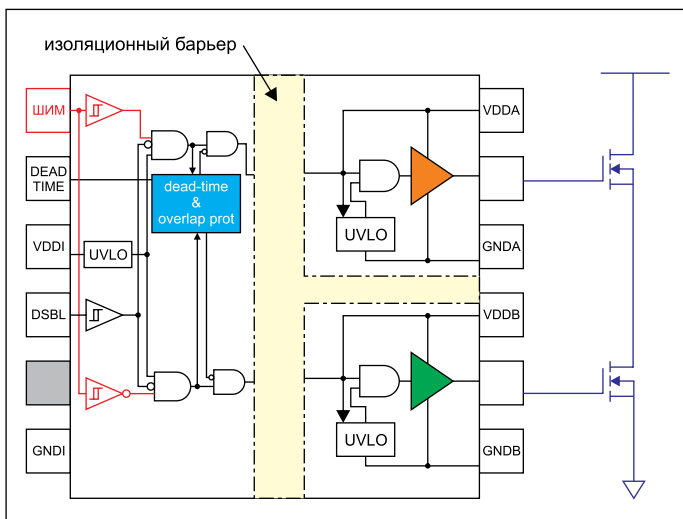 изоляционный барьер
ШИМ
DEAD
TIME
VDDI
DSBL
GNDI
UVLO
dead-time
&
overlap prot
UVLO
UVLO
VDDA
GNDA
VDDB
GNDB